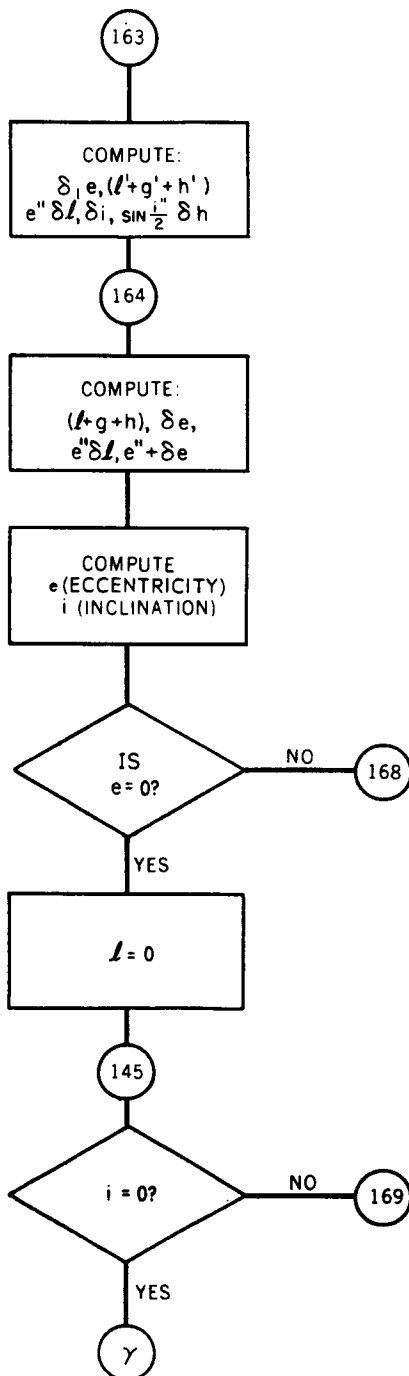 163
COMPUTE:
δ₁e, (ℓ'+g'+h')
e" δℓ, δi, SIN i"/2 δh
164
COMPUTE:
(ℓ+g+h), δe,
e"δℓ, e"+δe
COMPUTE
e (ECCENTRICITY)
i (INCLINATION)
IS
e = 0?
NO
168
YES
ℓ = 0
145
i = 0?
NO
169
YES
γ